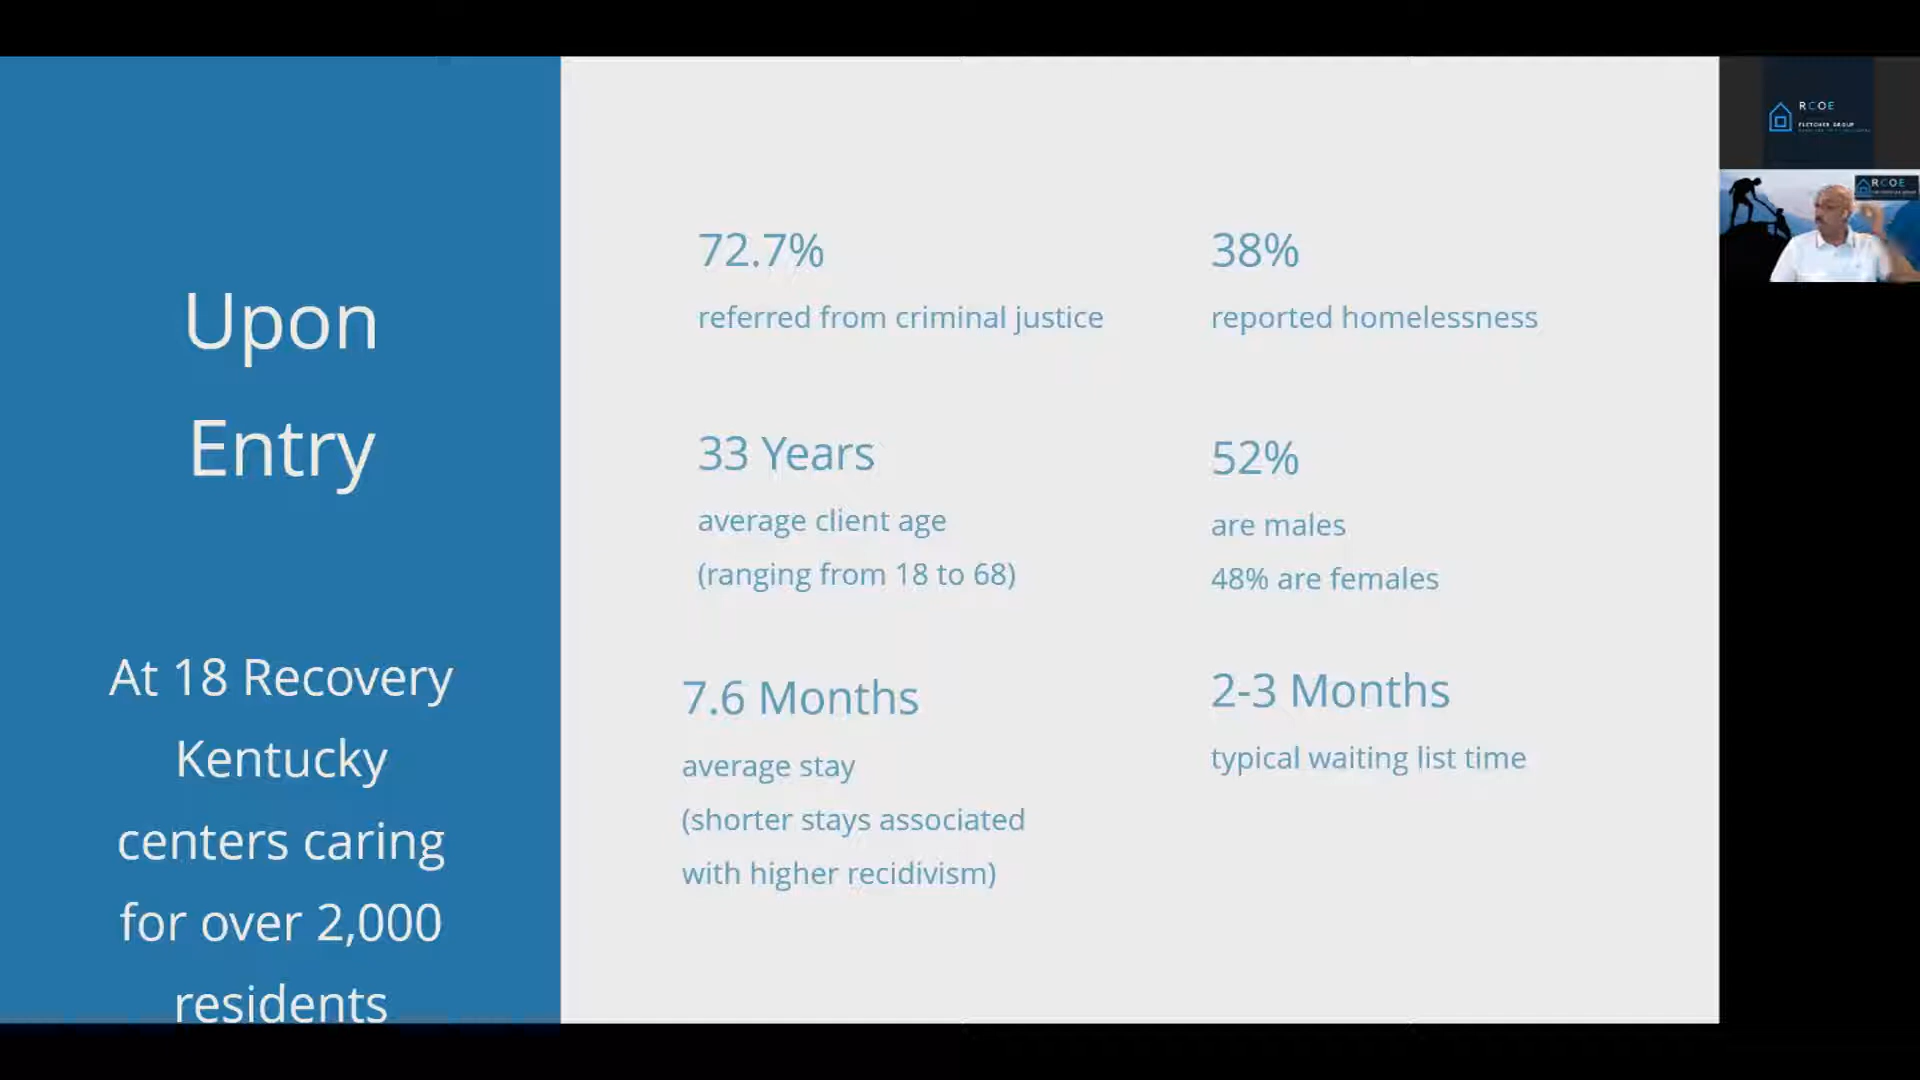 Upon
Entry
At 18 Recovery
Kentucky
centers caring
for over 2,000
residents
72.7%
referred from criminal justice
38%
reported homelessness
33 Years
average client age
(ranging from 18 to 68)
52%
are males
48% are females
7.6 Months
average stay
(shorter stays associated
with higher recidivism)
2-3 Months
typical waiting list time
RCOE
FLETCHER GROUP
RCOE